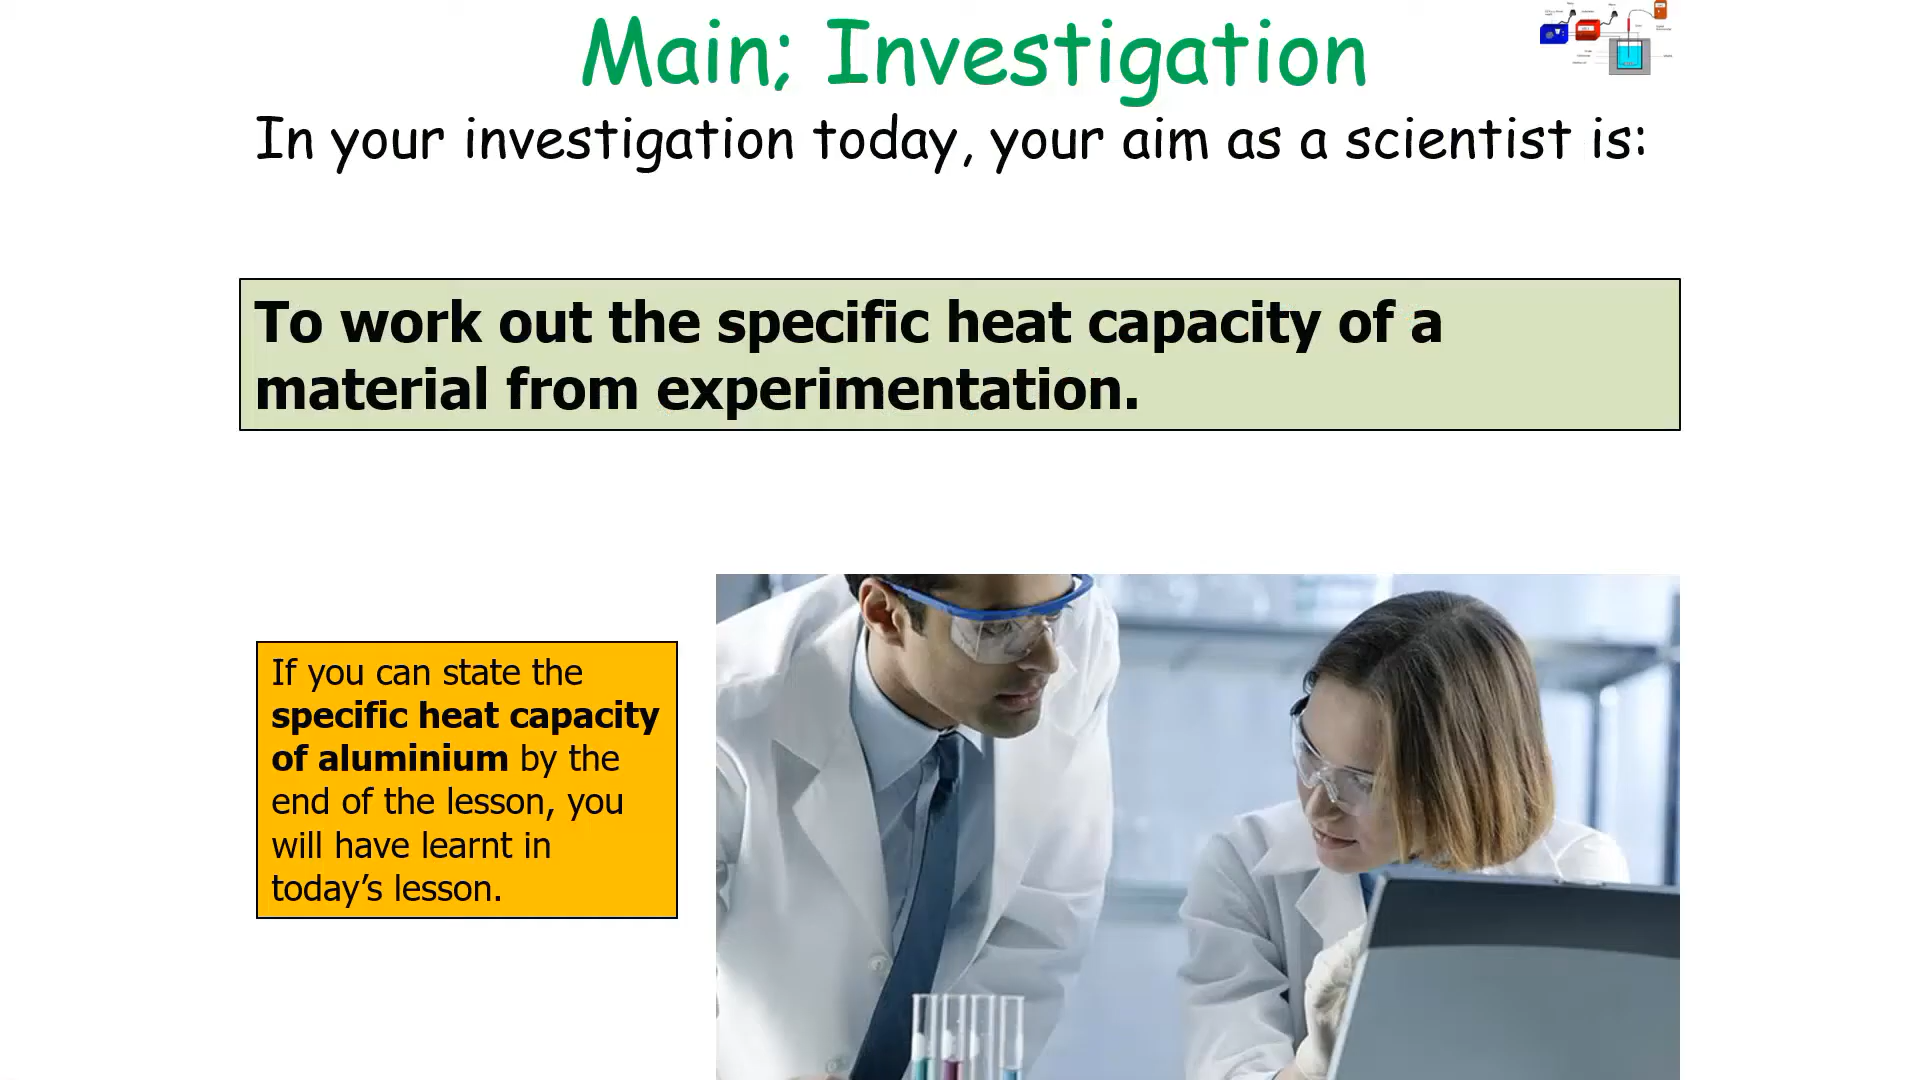 Main; Investigation
In your investigation today, your aim as a scientist is:
To work out the specific heat capacity of a
material from experimentation.
If you can state the
specific heat capacity
of aluminium by the
end of the lesson, you
will have learnt in
today’s lesson.